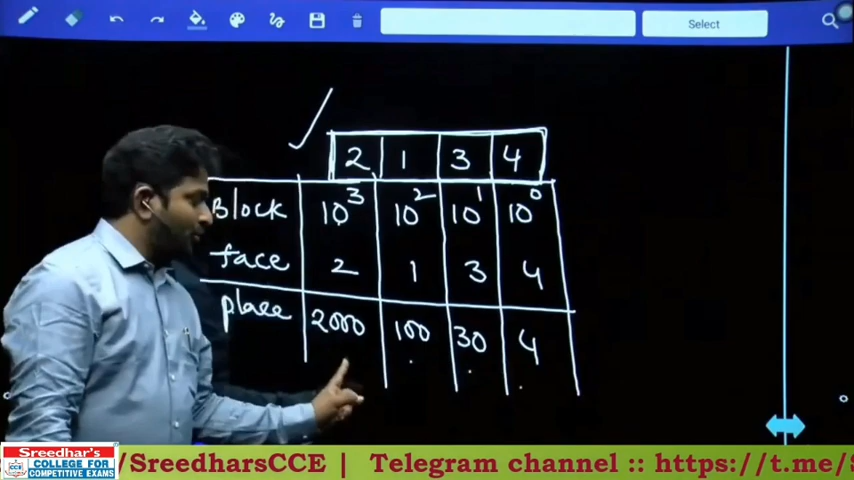 Select
2 1 3 4
Block 10³ 10² 10¹ 10⁰
face 2 1 3 4
place 2000 100 30 4
Sreedhar's
CCE
COLLEGE FOR
COMPETITIVE EXAMS
/SreedharsCCE | Telegram channel :: https://t.me/S